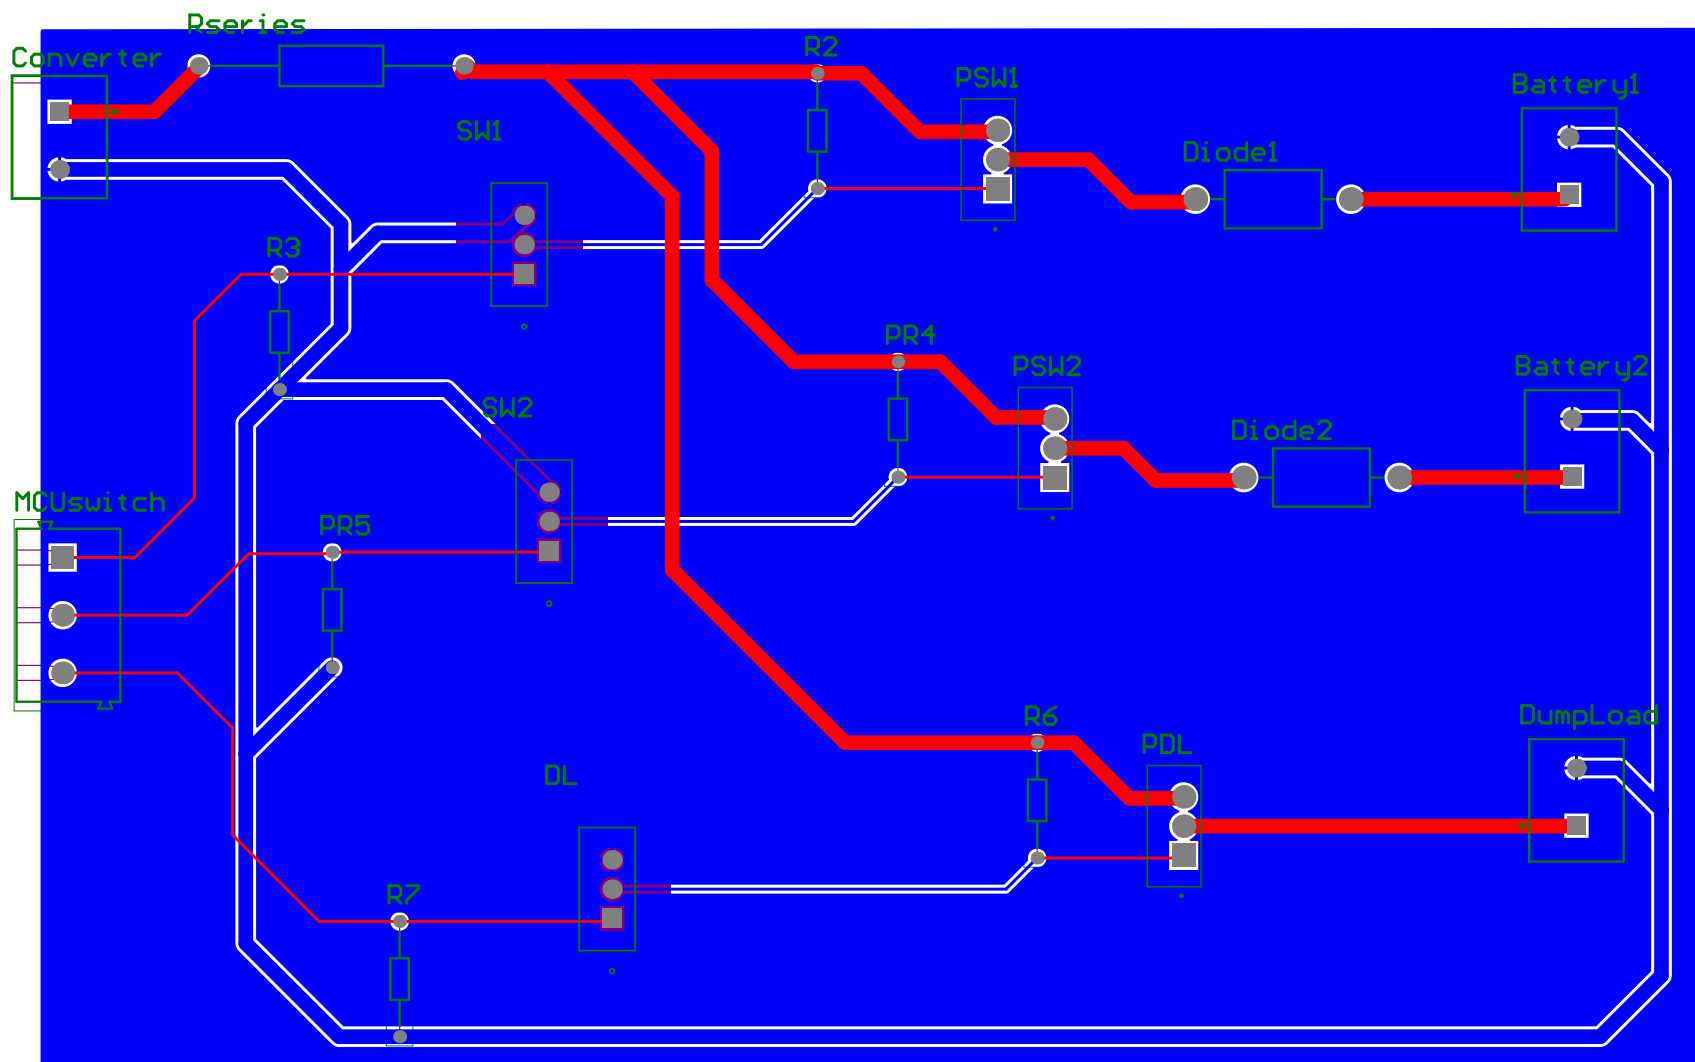 Rseries
Converter
R2
PSW1
Battery1
SW1
Diode1
R3
PR4
PSW2
Battery2
SW2
Diode2
MCUswitch
PR5
R6
PDL
DumpLoad
DL
R7